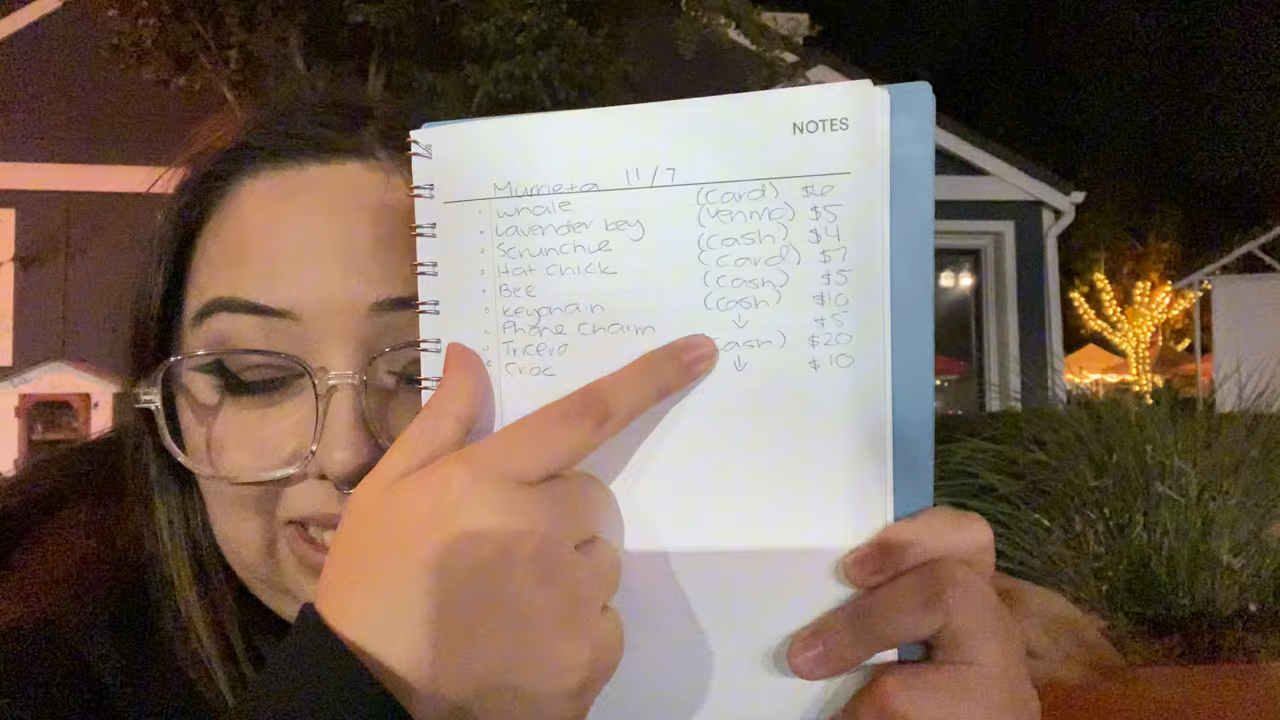 NOTES
Murrieta 11/7
· Whale (card) $6
· Lavender key (Venmo) $5
· Scrunchie (cash) $4
· Hat chick (card) $7
· Bee (cash) $5
· Keychain (cash) $10
· Phone charm ↓ $5
· Tricero (cash) $20
· Croc ↓ $10